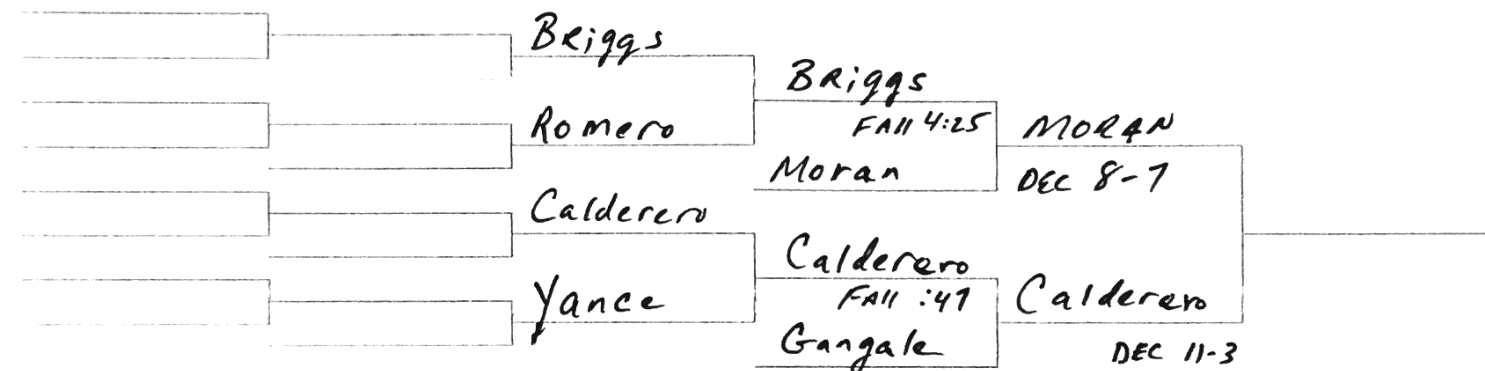 Briggs
Briggs
Romero
FAll 4:25
MORAN
Moran
DEC 8-7
Calderero
Calderero
Yance
FAll :47
Calderero
Gangale
DEC 11-3